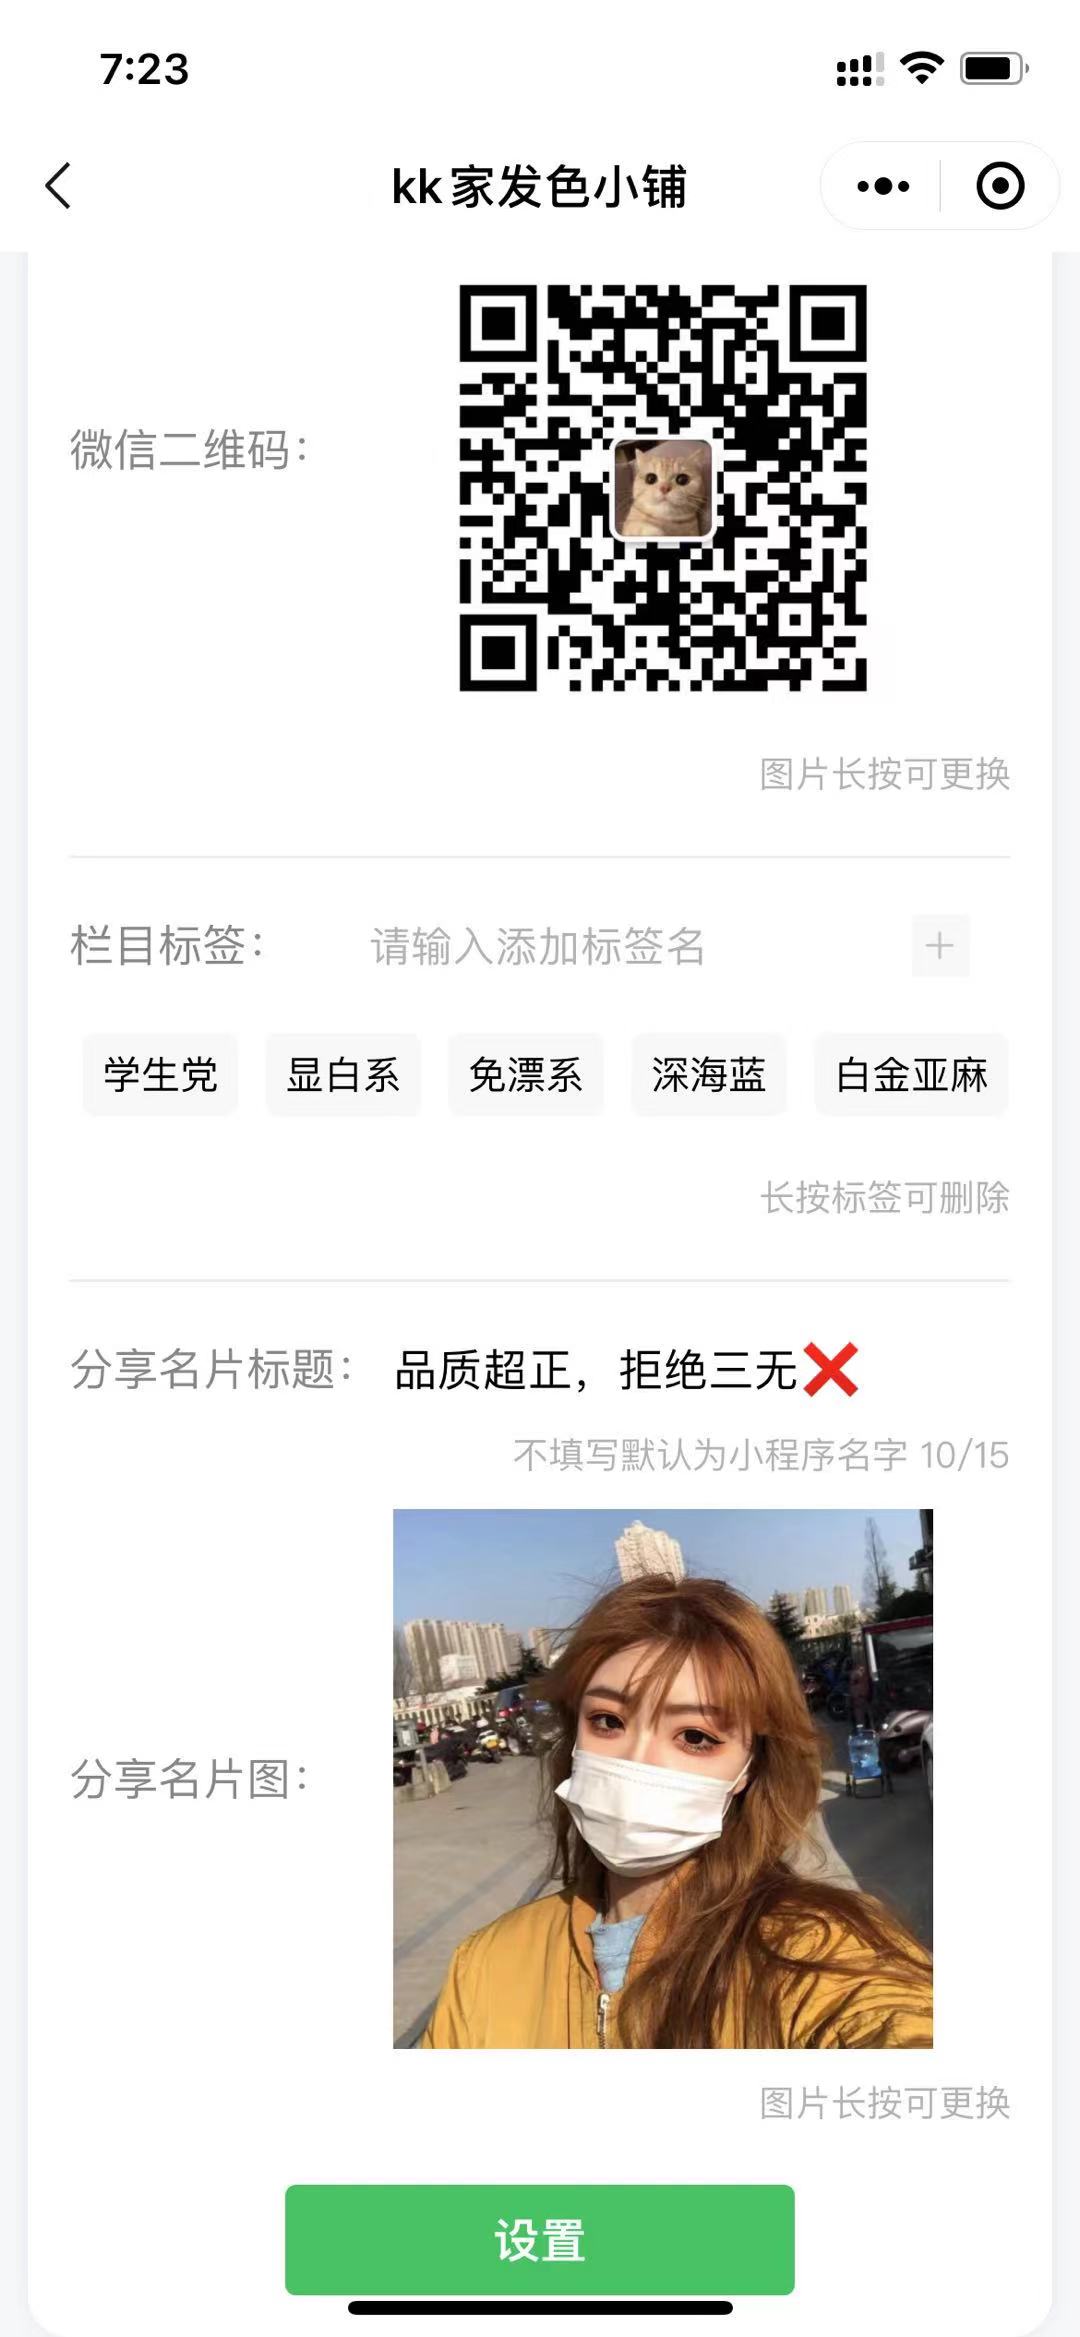 7:23
kk家发色小铺
微信二维码：
图片长按可更换
栏目标签： 请输入添加标签名 +
学生党 显白系 免漂系 深海蓝 白金亚麻
长按标签可删除
分享名片标题： 品质超正，拒绝三无❌
不填写默认为小程序名字 10/15
分享名片图：
图片长按可更换
设置